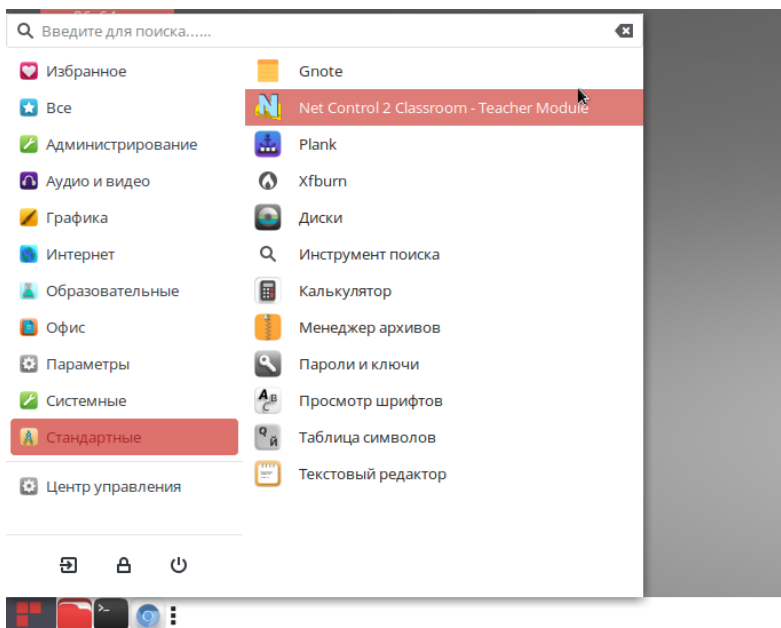 Введите для поиска......
Избранное
Все
Администрирование
Аудио и видео
Графика
Интернет
Образовательные
Офис
Параметры
Системные
Стандартные
Центр управления
Gnote
Net Control 2 Classroom - Teacher Module
Plank
Xfburn
Диски
Инструмент поиска
Калькулятор
Менеджер архивов
Пароли и ключи
Просмотр шрифтов
Таблица символов
Текстовый редактор